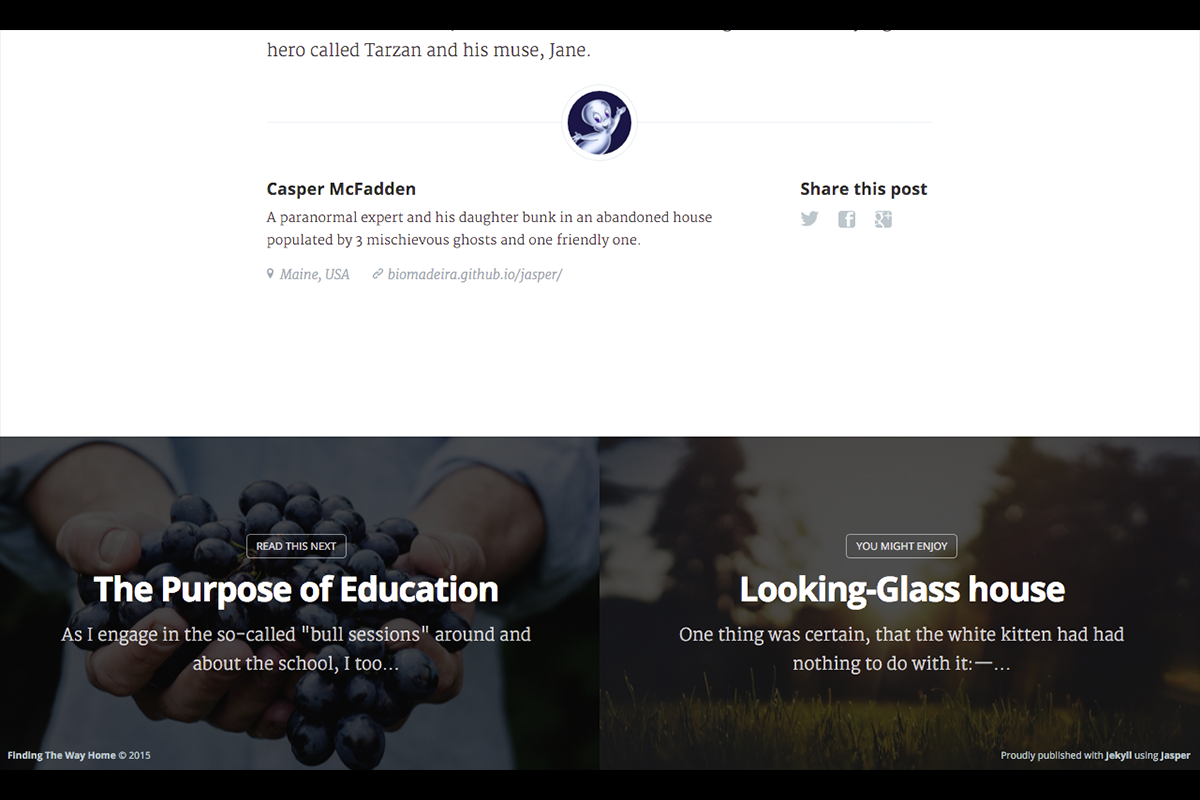 hero called Tarzan and his muse, Jane.
Casper McFadden
A paranormal expert and his daughter bunk in an abandoned house
populated by 3 mischievous ghosts and one friendly one.
Maine, USA biomadeira.github.io/jasper/
Share this post
READ THIS NEXT
The Purpose of Education
As I engage in the so-called "bull sessions" around and
about the school, I too...
YOU MIGHT ENJOY
Looking-Glass house
One thing was certain, that the white kitten had had
nothing to do with it:—...
Finding The Way Home © 2015
Proudly published with Jekyll using Jasper